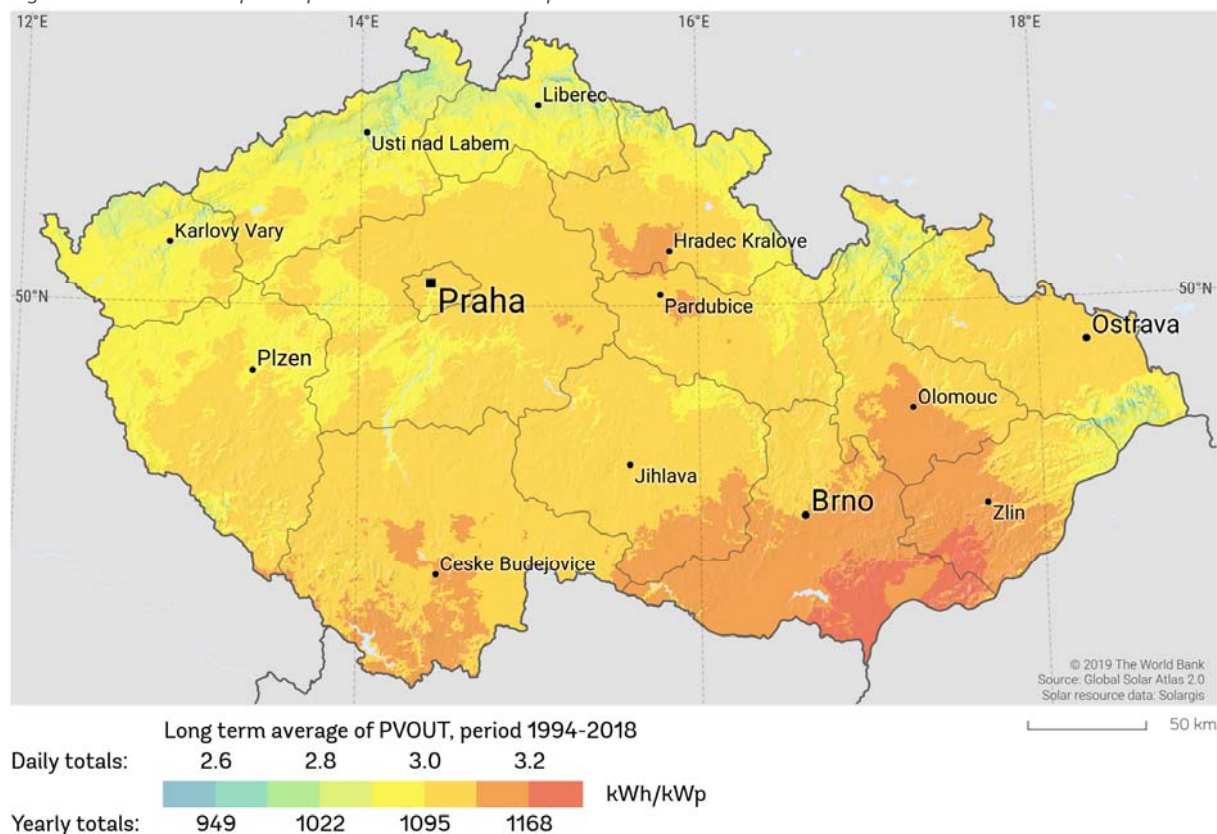 12°E 14°E 16°E 18°E
Liberec
Usti nad Labem
Karlovy Vary
Hradec Kralove
50°N 50°N
Praha
Pardubice
Ostrava
Plzen
Olomouc
Jihlava
Brno
Zlin
Ceske Budejovice
© 2019 The World Bank
Source: Global Solar Atlas 2.0
Solar resource data: Solargis
Long term average of PVOUT, period 1994-2018
50 km
Daily totals: 2.6 2.8 3.0 3.2
kWh/kWp
Yearly totals: 949 1022 1095 1168